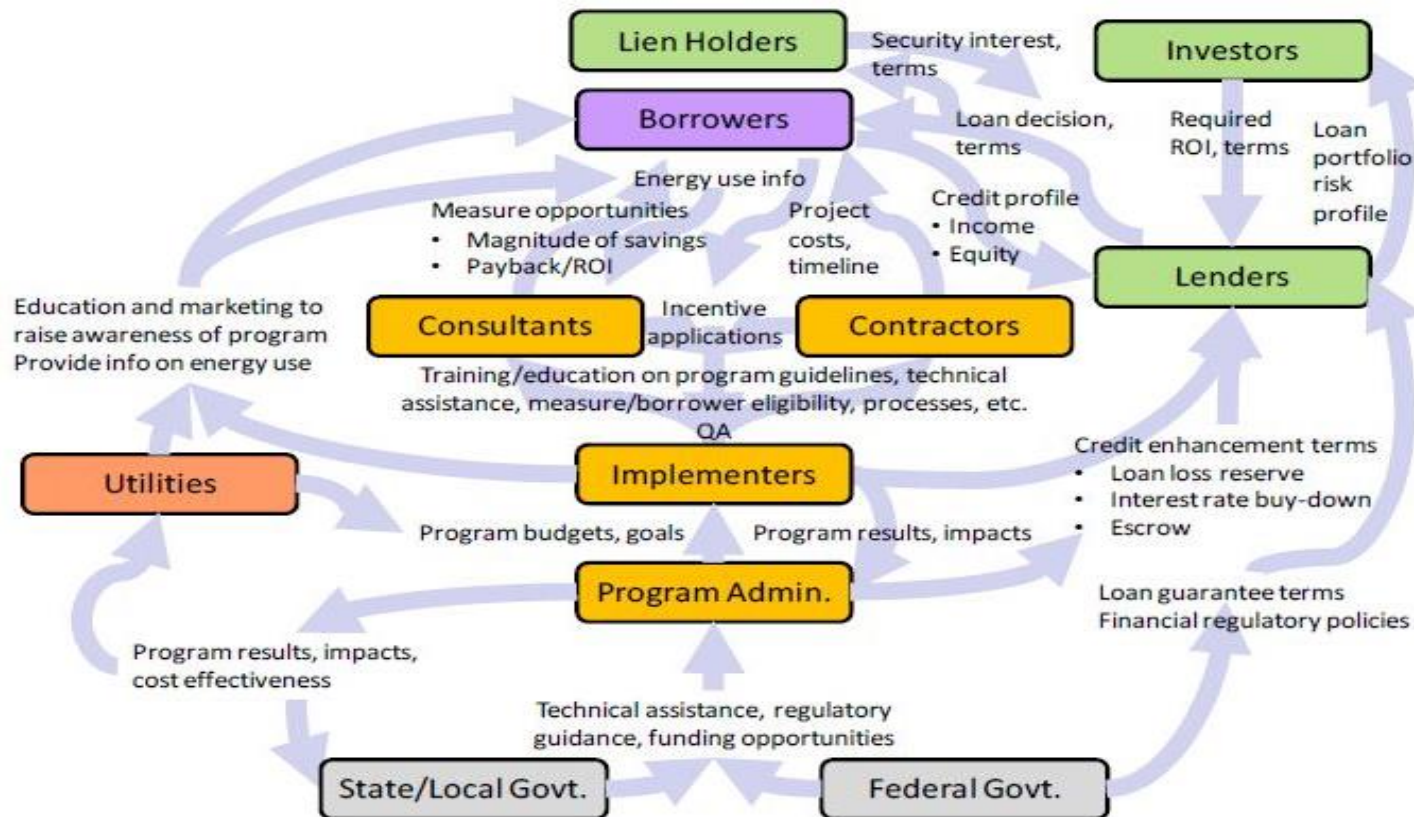 Lien Holders
Security interest,
terms
Investors
Borrowers
Loan decision,
terms
Required
ROI, terms
Loan
portfolio
risk
profile
Energy use info
Measure opportunities
• Magnitude of savings
• Payback/ROI
Project
costs,
timeline
Credit profile
• Income
• Equity
Lenders
Education and marketing to
raise awareness of program
Provide info on energy use
Consultants
Incentive
applications
Contractors
Training/education on program guidelines, technical
assistance, measure/borrower eligibility, processes, etc.
QA
Utilities
Implementers
Credit enhancement terms
• Loan loss reserve
• Interest rate buy-down
• Escrow
Program budgets, goals
Program results, impacts
Program Admin.
Loan guarantee terms
Financial regulatory policies
Program results, impacts,
cost effectiveness
Technical assistance, regulatory
guidance, funding opportunities
State/Local Govt.
Federal Govt.